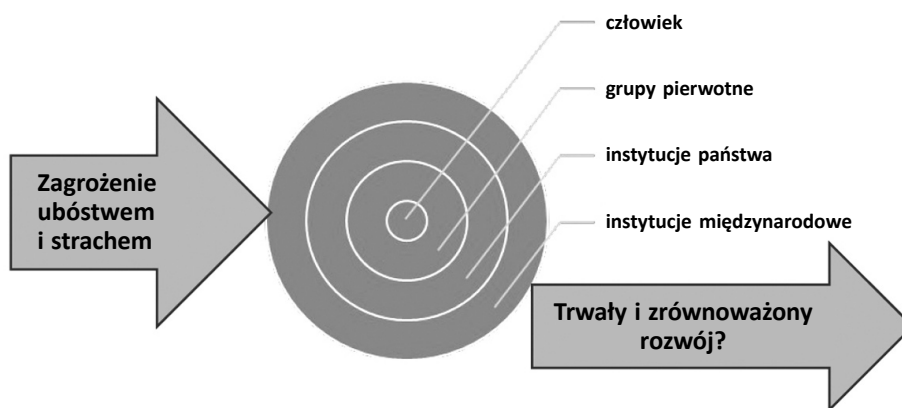 człowiek
grupy pierwotne
instytucje państwa
instytucje międzynarodowe
Zagrożenie
ubóstwem
i strachem
Trwały i zrównoważony
rozwój?